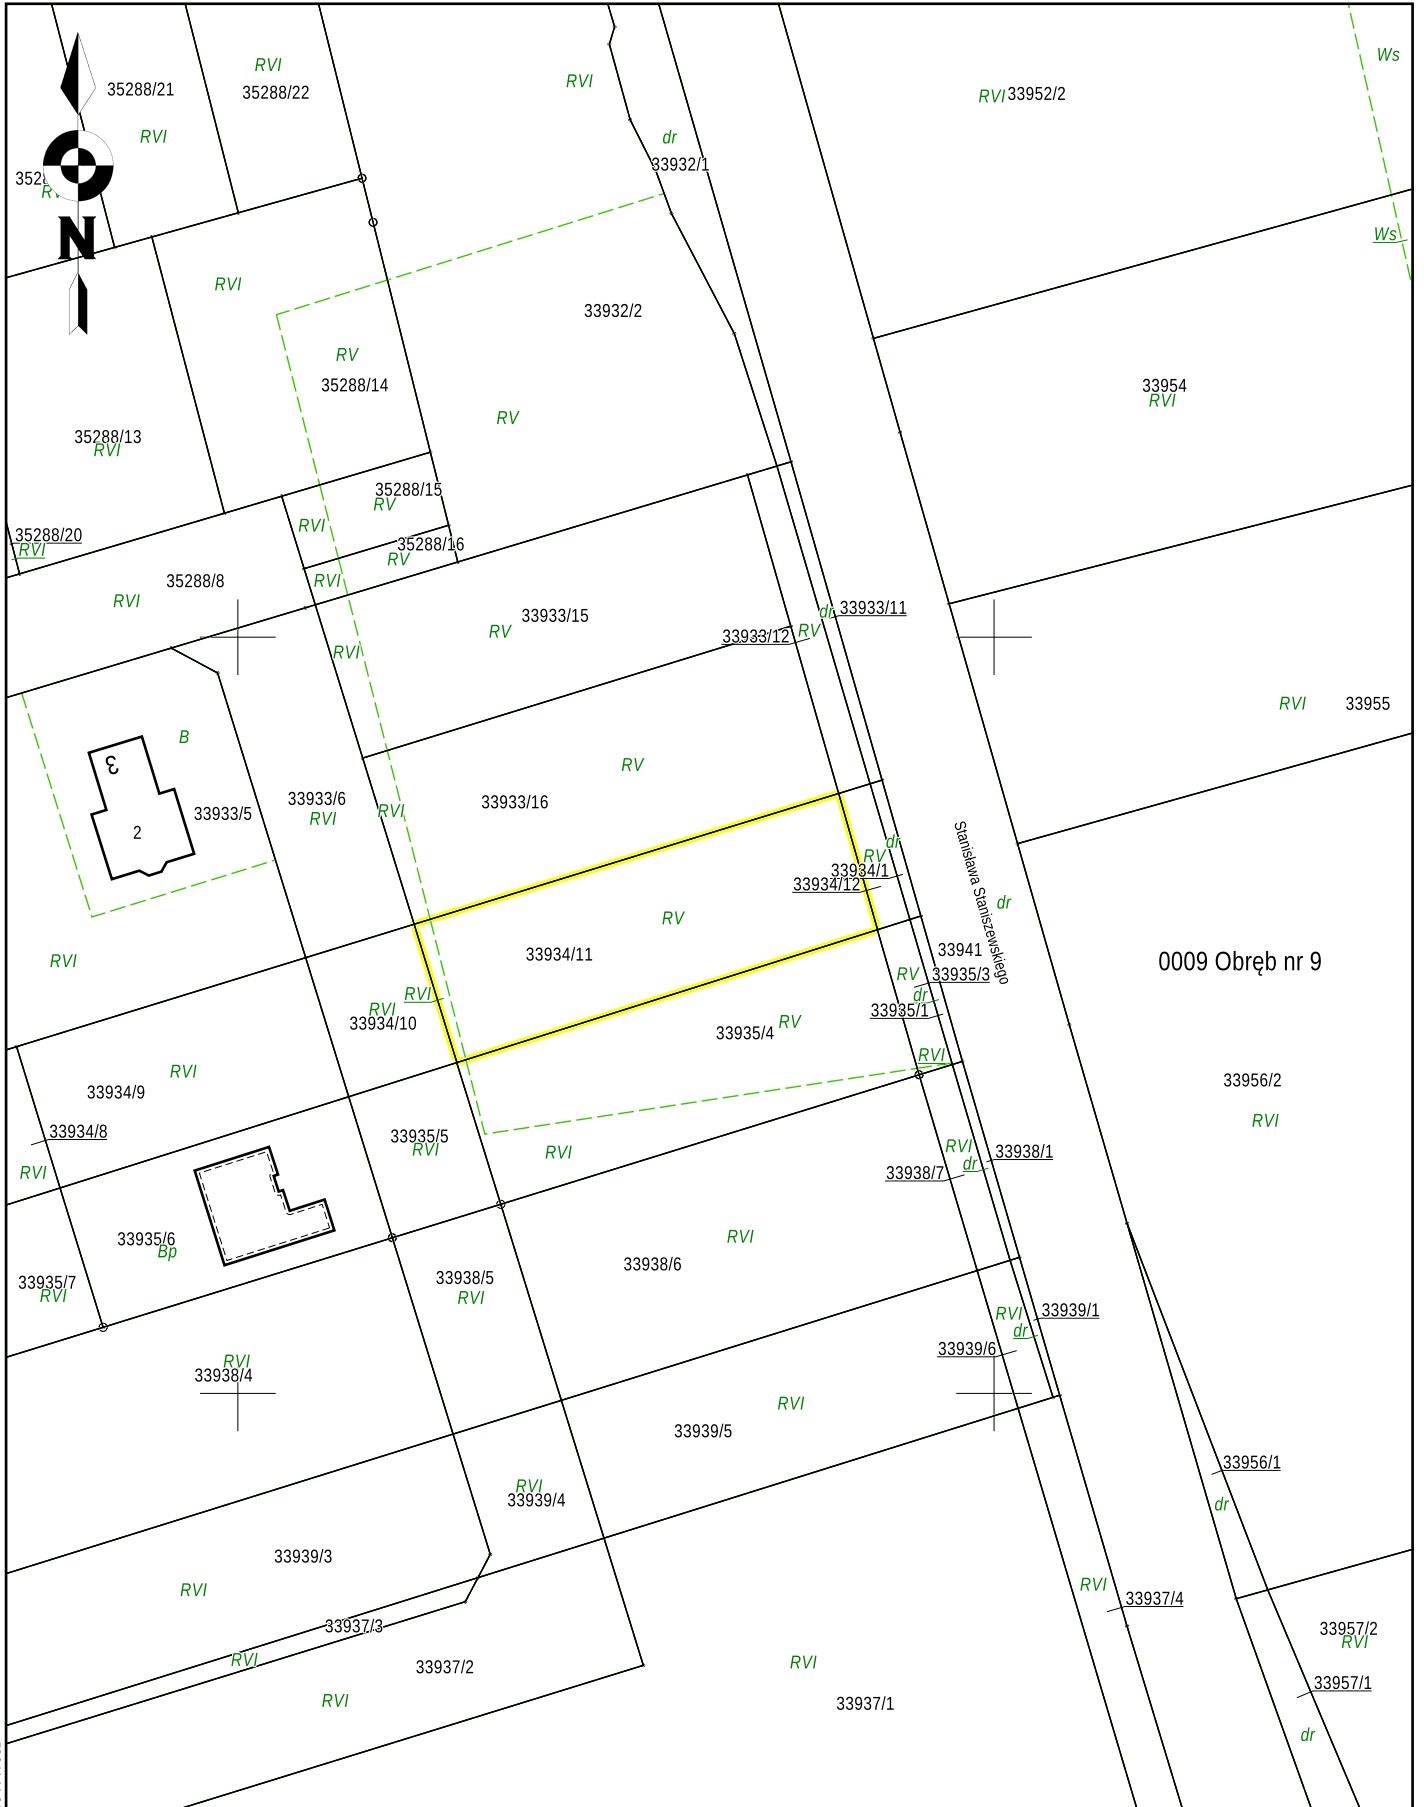 RVI
35288/21
35288/22
RVI
RVI
dr
33932/1
RVI 33952/2
Ws
N
RVI
33932/2
Ws
RV
35288/14
RV
33954
RVI
35288/13
RVI
35288/15
RV
35288/20
RVI
RVI
35288/16
RV
35288/8
RVI
RVI
33933/15
RV
33933/12
RV
dr
33933/11
RVI
RVI
33955
B
3
2
33933/5
33933/6
RVI
RVI
RV
33933/16
dr
RV
33934/1
33934/12
Stanisława Staniszewskiego
dr
RV
33934/11
33941
0009 Obręb nr 9
RVI
RVI
RVI
33934/10
RV
33935/3
dr
33935/1
RV
33935/4
RVI
33956/2
RVI
RVI
33934/9
33934/8
RVI
33935/5
RVI
RVI
RVI
33938/1
dr
33938/7
33935/6
Bp
33935/7
RVI
33938/5
RVI
RVI
33938/6
RVI
33939/1
dr
33939/6
RVI
33938/4
RVI
33939/5
33956/1
dr
RVI
33939/4
33939/3
RVI
RVI
33937/4
33937/3
RVI
33937/2
RVI
RVI
33937/1
33957/2
RVI
33957/1
dr